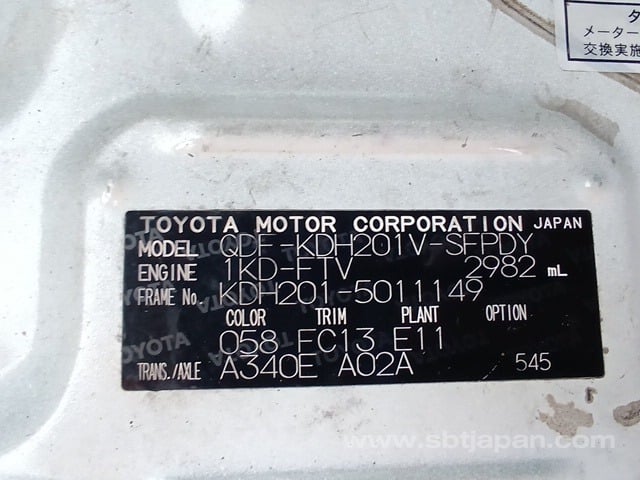 タ
メーター
交換実施
TOYOTA MOTOR CORPORATION JAPAN
MODEL QDF-KDH201V-SFPDY
ENGINE 1KD-FTV 2982 mL
FRAME No. KDH201-5011149
COLOR TRIM PLANT OPTION
058 FC13 E11
TRANS./AXLE A340E A02A 545
www.sbtjapan.com